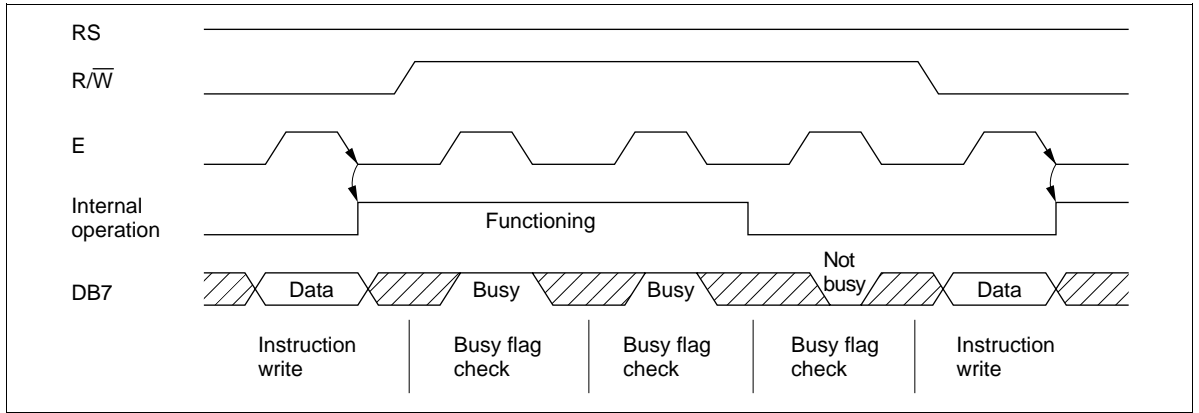 RS
R/W̅
E
Internal
operation
Functioning
DB7
Data
Busy
Busy
Not
busy
Data
Instruction
write
Busy flag
check
Busy flag
check
Busy flag
check
Instruction
write